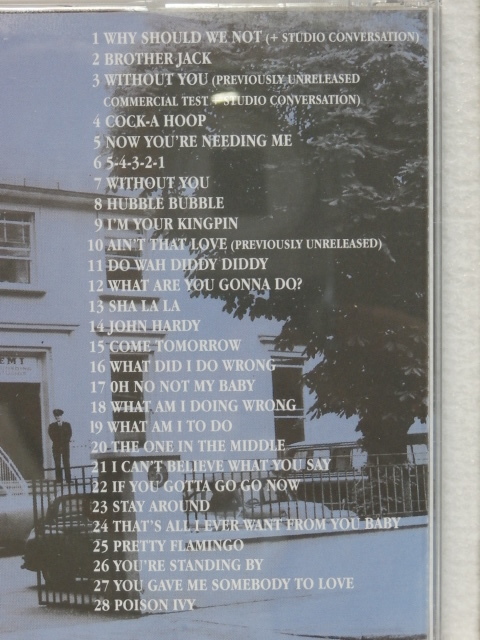 1 WHY SHOULD WE NOT (+ STUDIO CONVERSATION)
2 BROTHER JACK
3 WITHOUT YOU (PREVIOUSLY UNRELEASED
COMMERCIAL TEST + STUDIO CONVERSATION)
4 COCK-A HOOP
5 NOW YOU'RE NEEDING ME
6 5-4-3-2-1
7 WITHOUT YOU
8 HUBBLE BUBBLE
9 I'M YOUR KINGPIN
10 AIN'T THAT LOVE (PREVIOUSLY UNRELEASED)
11 DO WAH DIDDY DIDDY
12 WHAT ARE YOU GONNA DO?
13 SHA LA LA
14 JOHN HARDY
15 COME TOMORROW
16 WHAT DID I DO WRONG
17 OH NO NOT MY BABY
18 WHAT AM I DOING WRONG
19 WHAT AM I TO DO
20 THE ONE IN THE MIDDLE
21 I CAN'T BELIEVE WHAT YOU SAY
22 IF YOU GOTTA GO GO NOW
23 STAY AROUND
24 THAT'S ALL I EVER WANT FROM YOU BABY
25 PRETTY FLAMINGO
26 YOU'RE STANDING BY
27 YOU GAVE ME SOMEBODY TO LOVE
28 POISON IVY